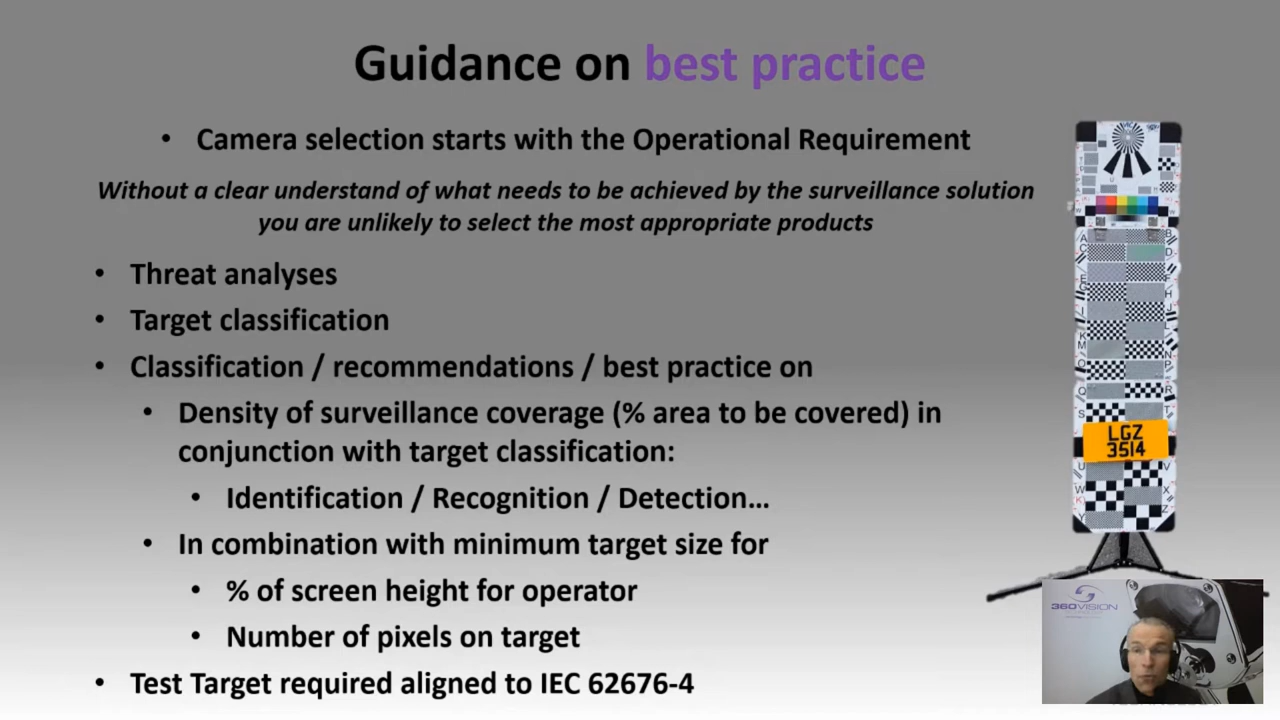 Guidance on best practice
• Camera selection starts with the Operational Requirement
Without a clear understand of what needs to be achieved by the surveillance solution
you are unlikely to select the most appropriate products
• Threat analyses
• Target classification
• Classification / recommendations / best practice on
• Density of surveillance coverage (% area to be covered) in
conjunction with target classification:
• Identification / Recognition / Detection...
• In combination with minimum target size for
• % of screen height for operator
• Number of pixels on target
• Test Target required aligned to IEC 62676-4
LGZ
3514
360VISION